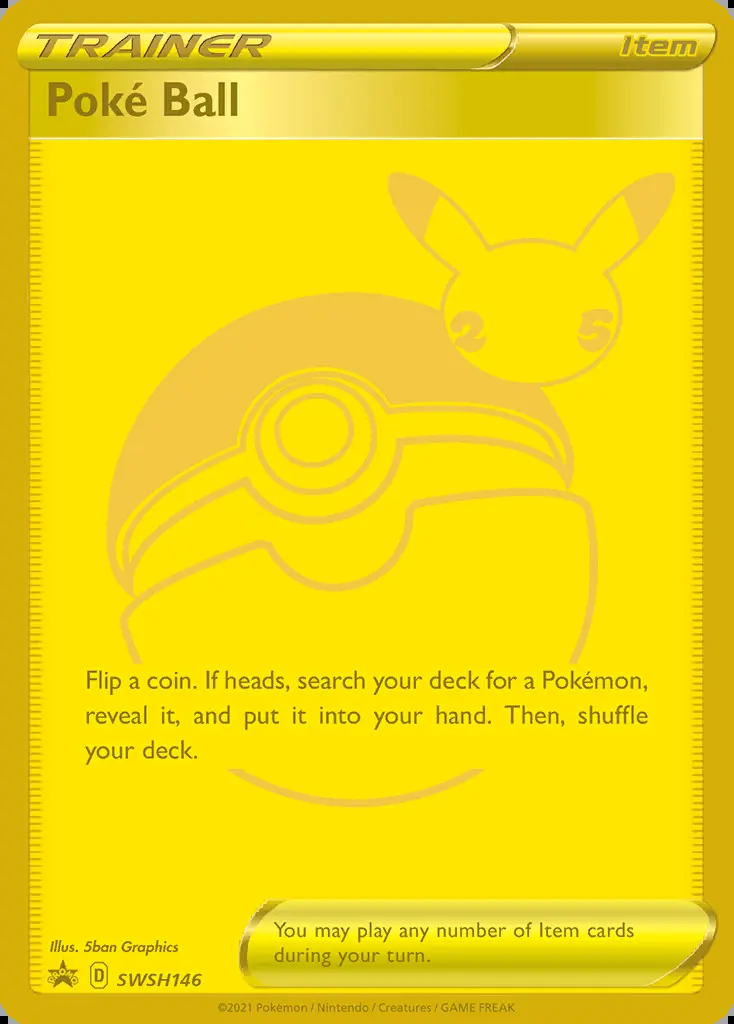 TRAINER
Item
Poké Ball
2 5
Flip a coin. If heads, search your deck for a Pokémon,
reveal it, and put it into your hand. Then, shuffle
your deck.
You may play any number of Item cards
during your turn.
Illus. 5ban Graphics
D SWSH146
©2021 Pokémon / Nintendo / Creatures / GAME FREAK